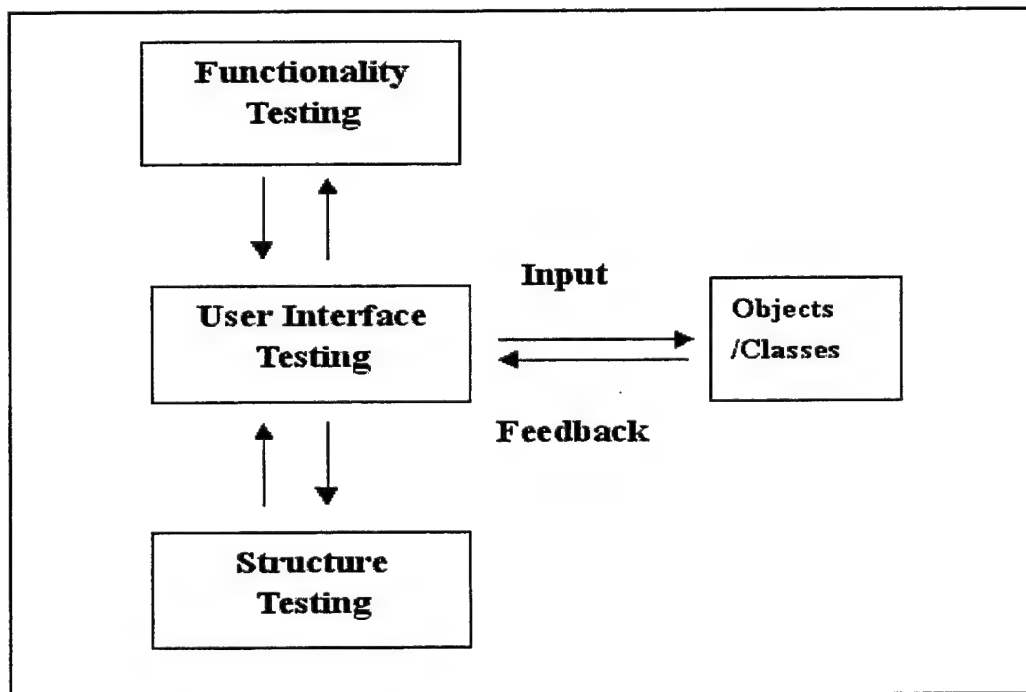 Functionality
Testing
Input
User Interface
Testing
Objects
/Classes
Feedback
Structure
Testing